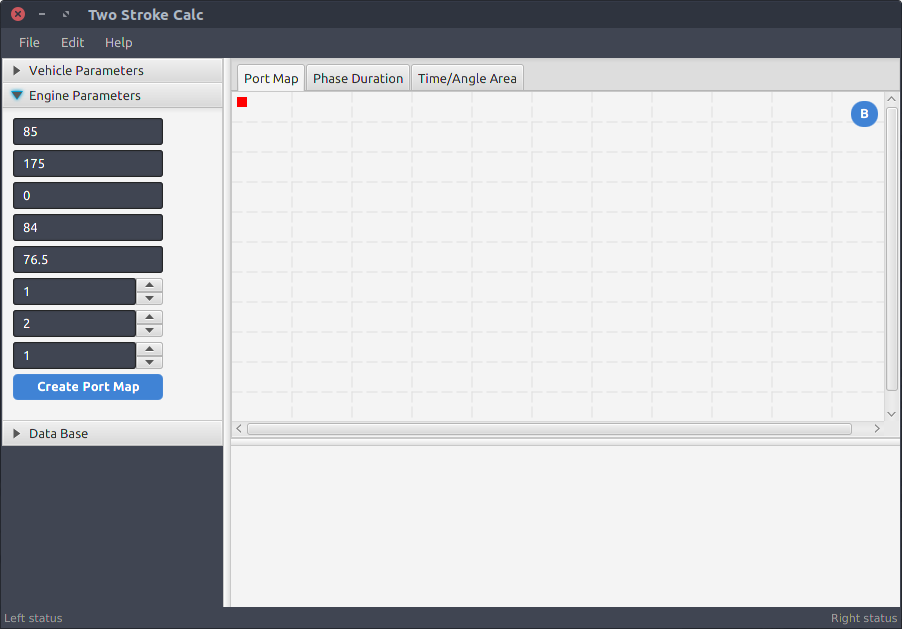 Two Stroke Calc
File Edit Help
Vehicle Parameters
Engine Parameters
85
175
0
84
76.5
1
2
1
Create Port Map
Data Base
Port Map Phase Duration Time/Angle Area
B
Left status
Right status